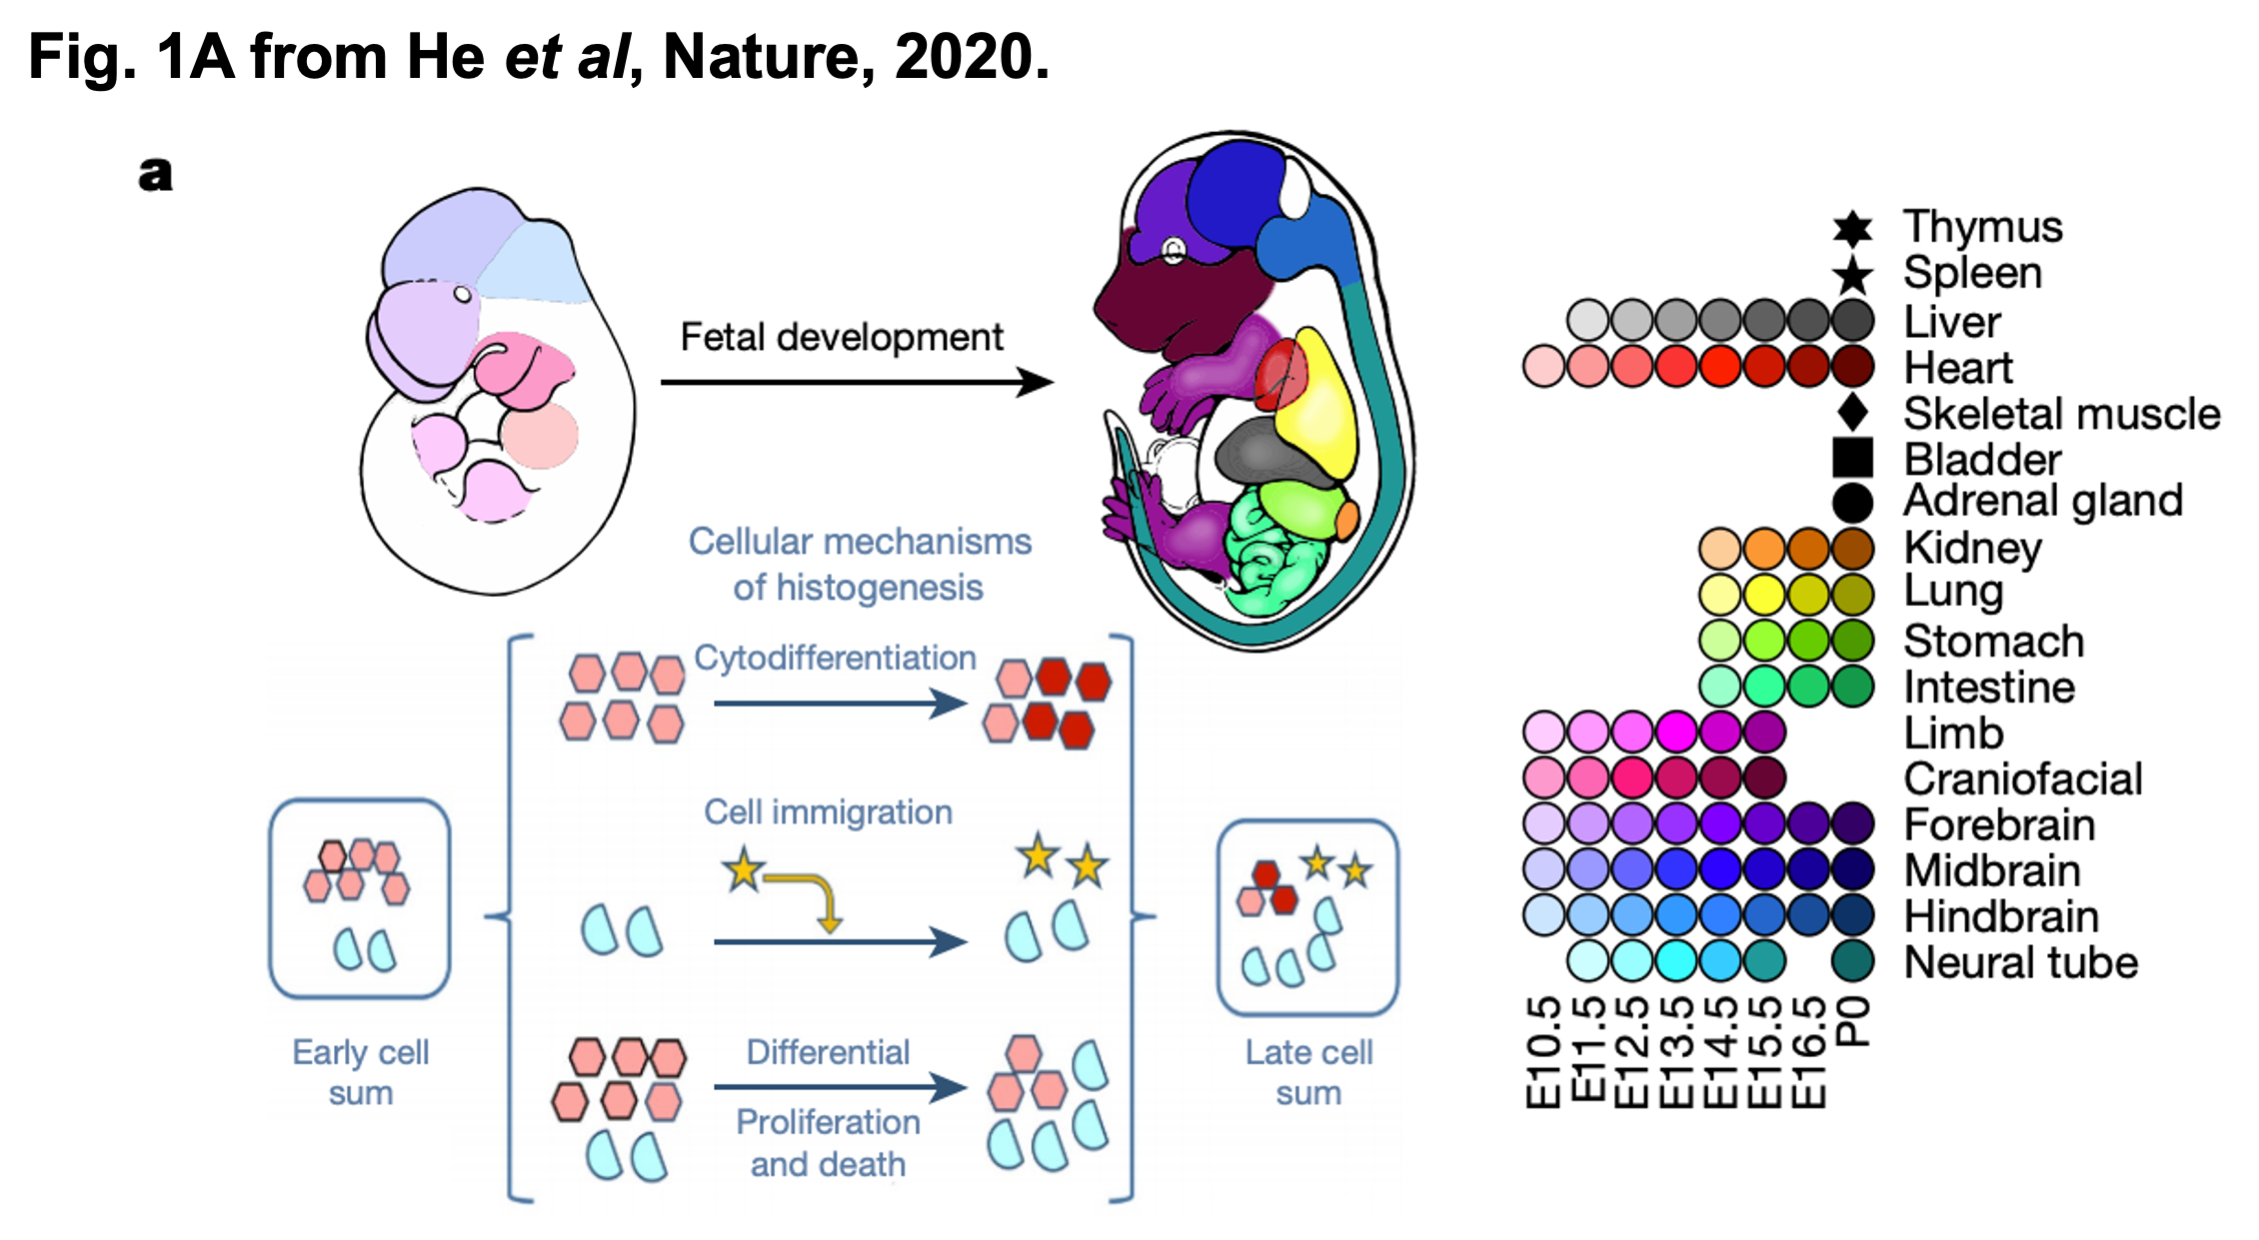 Fig. 1A from He et al, Nature, 2020.
a
Fetal development
Cellular mechanisms
of histogenesis
Cytodifferentiation
Cell immigration
Differential
Proliferation
and death
Early cell
sum
Late cell
sum
Thymus
Spleen
Liver
Heart
Skeletal muscle
Bladder
Adrenal gland
Kidney
Lung
Stomach
Intestine
Limb
Craniofacial
Forebrain
Midbrain
Hindbrain
Neural tube
E10.5
E11.5
E12.5
E13.5
E14.5
E15.5
E16.5
P0